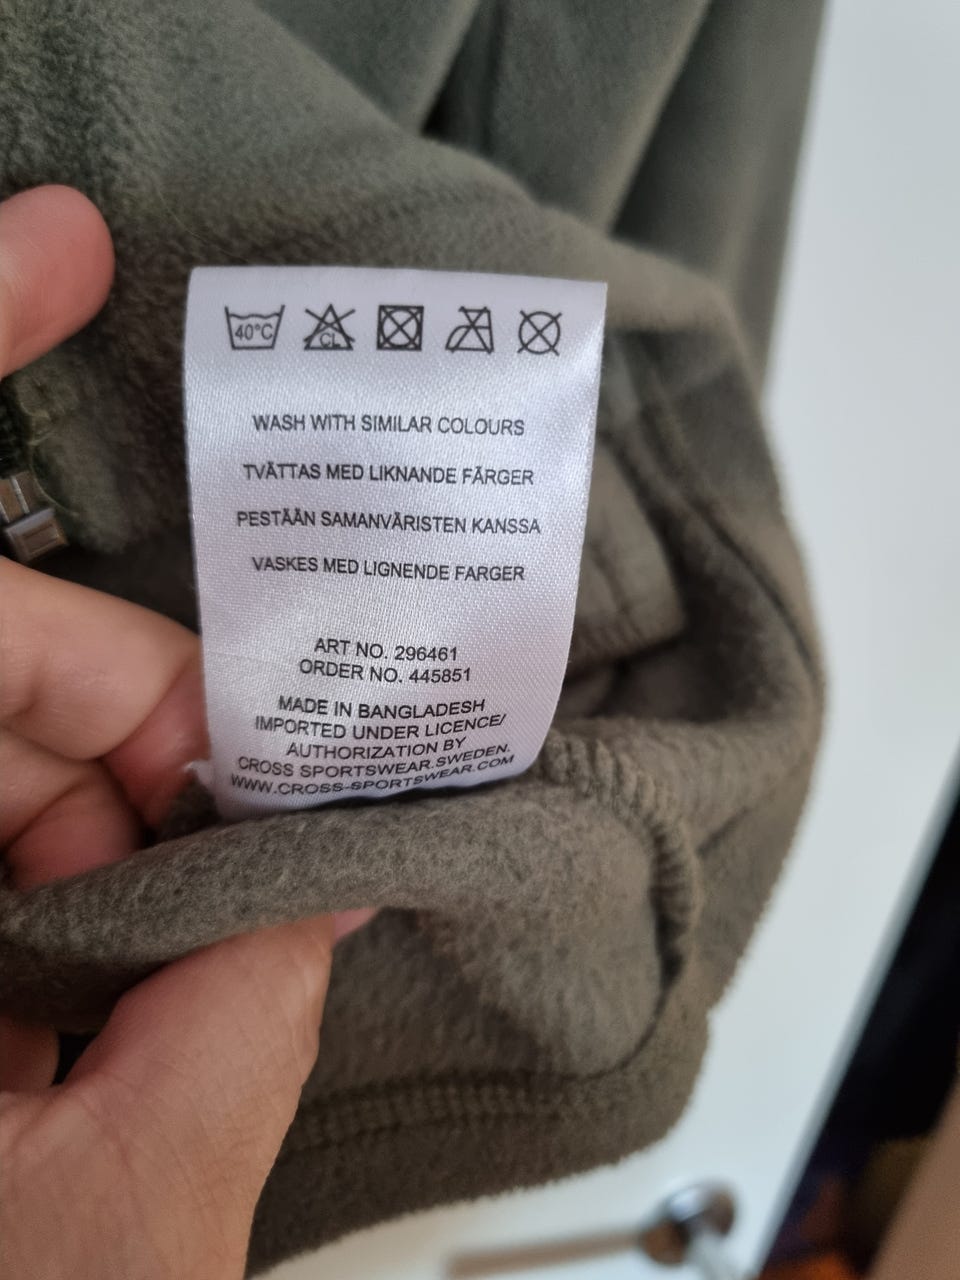 40°C
CL
WASH WITH SIMILAR COLOURS
TVÄTTAS MED LIKNANDE FÄRGER
PESTÄÄN SAMANVÄRISTEN KANSSA
VASKES MED LIGNENDE FARGER
ART NO. 296461
ORDER NO. 445851
MADE IN BANGLADESH
IMPORTED UNDER LICENCE/
AUTHORIZATION BY
CROSS SPORTSWEAR.SWEDEN.
WWW.CROSS-SPORTSWEAR.COM